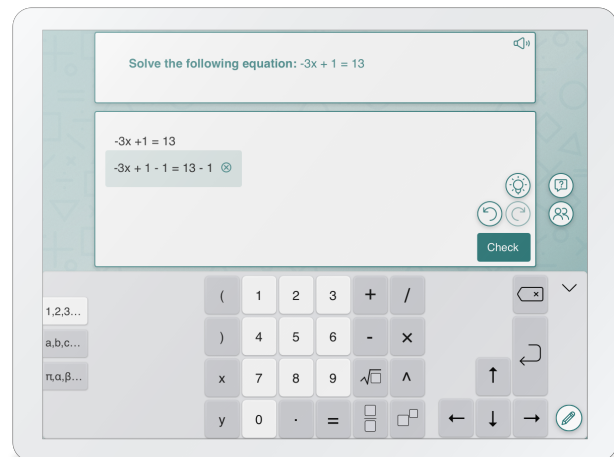 Solve the following equation: -3x + 1 = 13
-3x +1 = 13
-3x + 1 - 1 = 13 - 1
Check
1,2,3...
a,b,c...
π,α,β...
( 1 2 3 + /
) 4 5 6 - ×
x 7 8 9 √ ^
y 0 . =